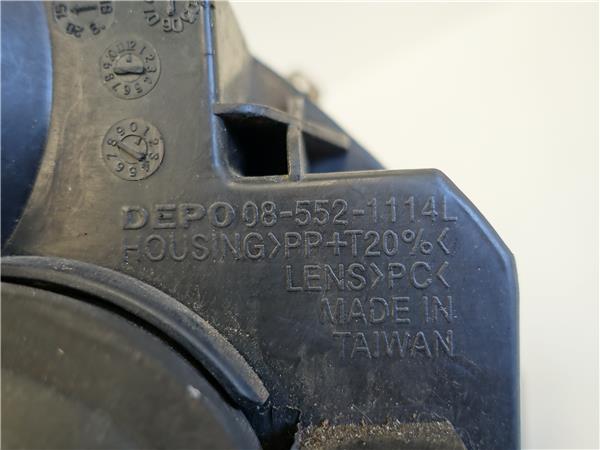 DEPO 08-552-1114L
HOUSING>PP+T20%<
LENS>PC<
MADE IN
TAIWAN